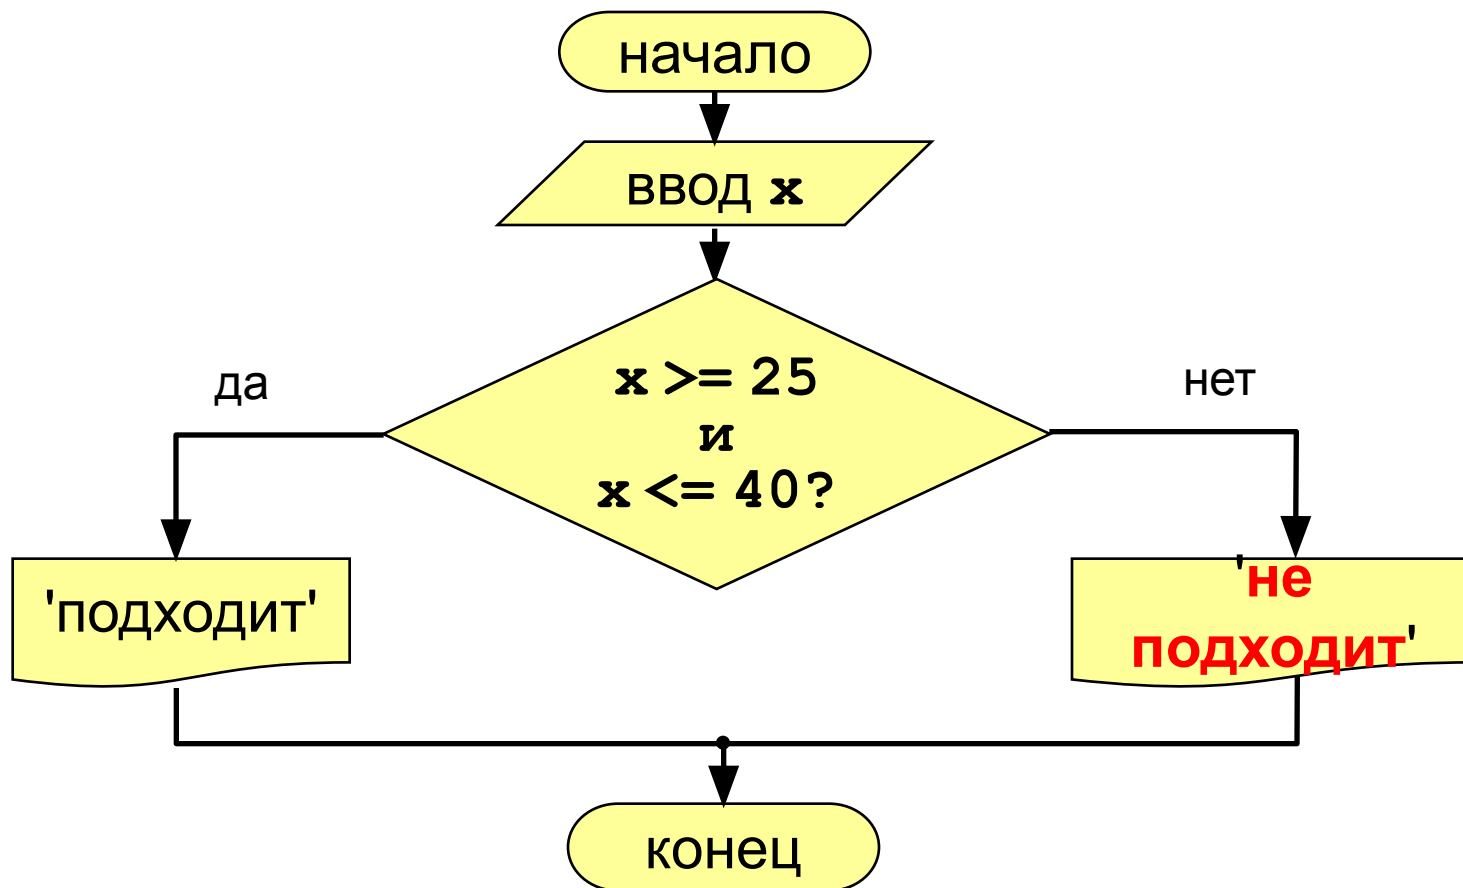 начало
ввод x
x >= 25
и
x <= 40?
да
нет
'подходит'
'не
подходит'
конец